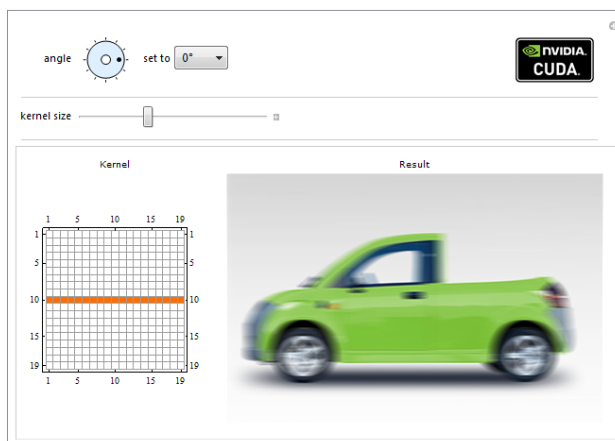 angle
set to 0°
NVIDIA.
CUDA.
kernel size
Kernel
Result
1 5 10 15 19
1 1
5 5
10 10
15 15
19 19
1 5 10 15 19